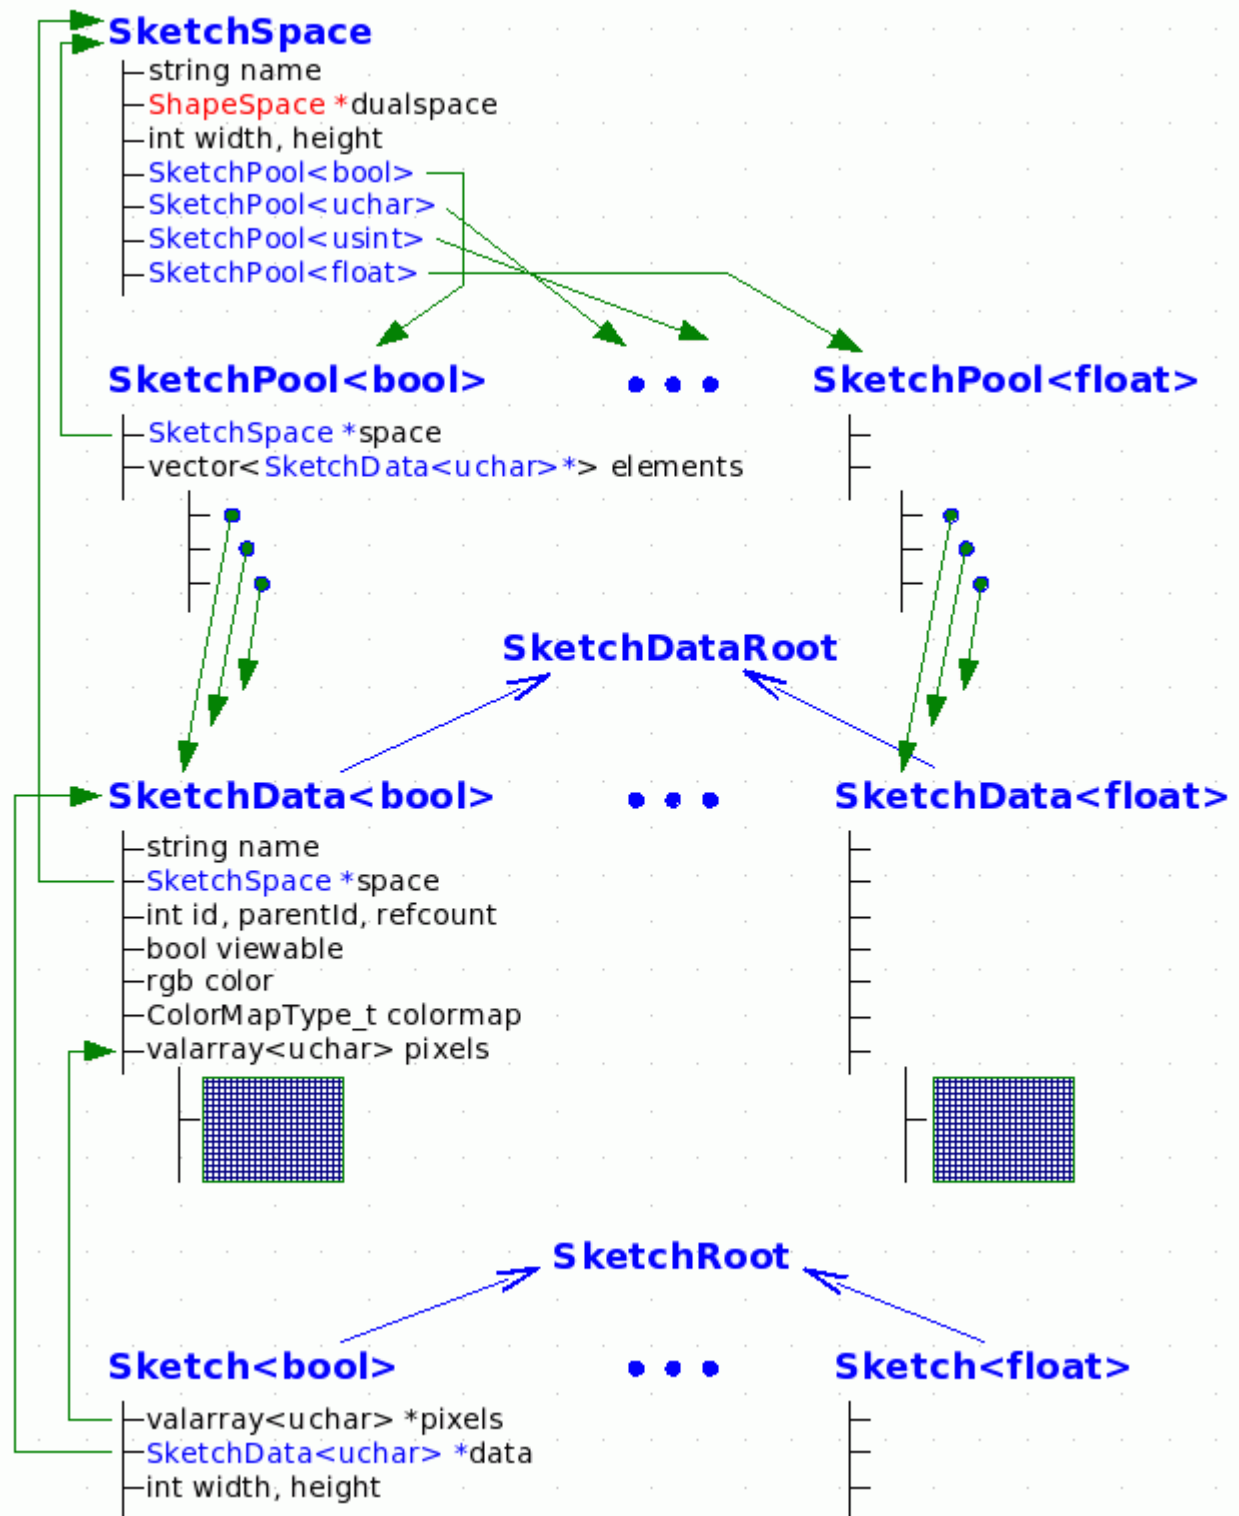 SketchSpace
string name
ShapeSpace *dualspace
int width, height
SketchPool<bool>
SketchPool<uchar>
SketchPool<usint>
SketchPool<float>
SketchPool<bool> SketchPool<float>
SketchSpace *space
vector<SketchData<uchar>*> elements
SketchDataRoot
SketchData<bool> SketchData<float>
string name
SketchSpace *space
int id, parentId, refcount
bool viewable
rgb color
ColorMapType_t colormap
valarray<uchar> pixels
SketchRoot
Sketch<bool> Sketch<float>
valarray<uchar> *pixels
SketchData<uchar> *data
int width, height